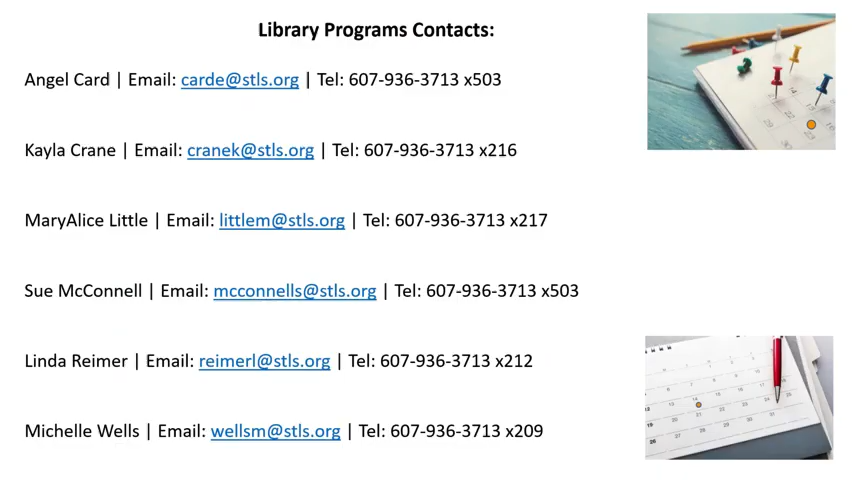 Library Programs Contacts:
Angel Card | Email: carde@stls.org | Tel: 607-936-3713 x503
Kayla Crane | Email: cranek@stls.org | Tel: 607-936-3713 x216
MaryAlice Little | Email: littlem@stls.org | Tel: 607-936-3713 x217
Sue McConnell | Email: mcconnells@stls.org | Tel: 607-936-3713 x503
Linda Reimer | Email: reimerl@stls.org | Tel: 607-936-3713 x212
Michelle Wells | Email: wellsm@stls.org | Tel: 607-936-3713 x209